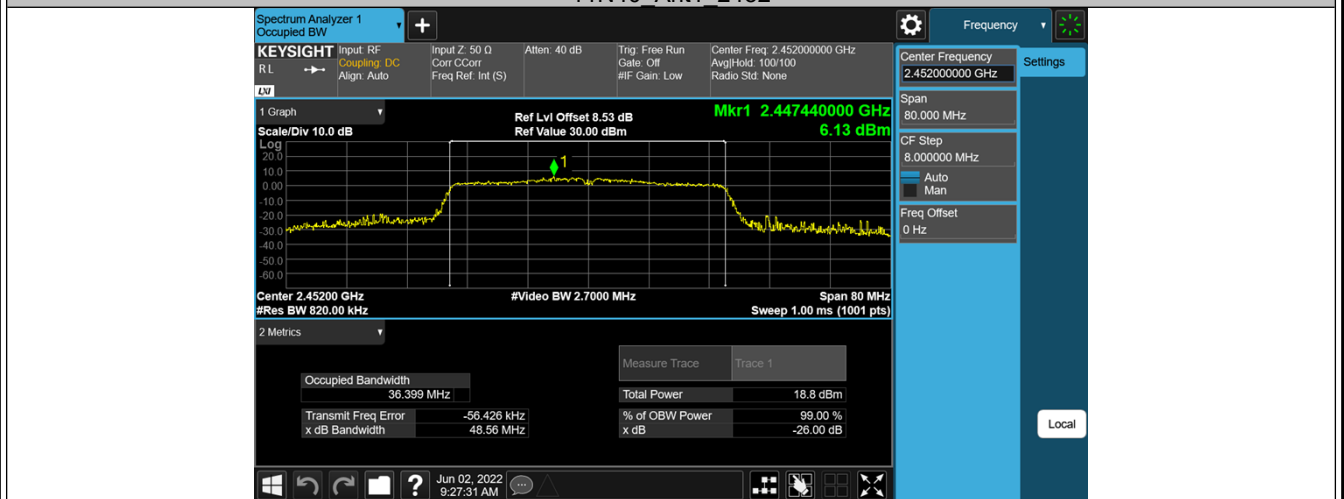 Spectrum Analyzer 1
Occupied BW
+
Frequency
KEYSIGHT
RL
LXI
Input: RF
Coupling: DC
Align: Auto
Input Z: 50 Ω
Corr CCorr
Freq Ref: Int (S)
Atten: 40 dB
Trig: Free Run
Gate: Off
#IF Gain: Low
Center Freq: 2.452000000 GHz
Avg|Hold: 100/100
Radio Std: None
Center Frequency
2.452000000 GHz
Settings
Span
80.000 MHz
CF Step
8.000000 MHz
Auto
Man
Freq Offset
0 Hz
Local
1 Graph
Scale/Div 10.0 dB
Ref Lvl Offset 8.53 dB
Ref Value 30.00 dBm
Mkr1 2.447440000 GHz
6.13 dBm
Log
20.0
10.0
0.00
-10.0
-20.0
-30.0
-40.0
-50.0
-60.0
1
Center 2.45200 GHz
#Video BW 2.7000 MHz
Span 80 MHz
#Res BW 820.00 kHz
Sweep 1.00 ms (1001 pts)
2 Metrics
Measure Trace
Trace 1
Occupied Bandwidth
36.399 MHz
Total Power
18.8 dBm
Transmit Freq Error
-56.426 kHz
% of OBW Power
99.00 %
x dB Bandwidth
48.56 MHz
x dB
-26.00 dB
?
Jun 02, 2022
9:27:31 AM